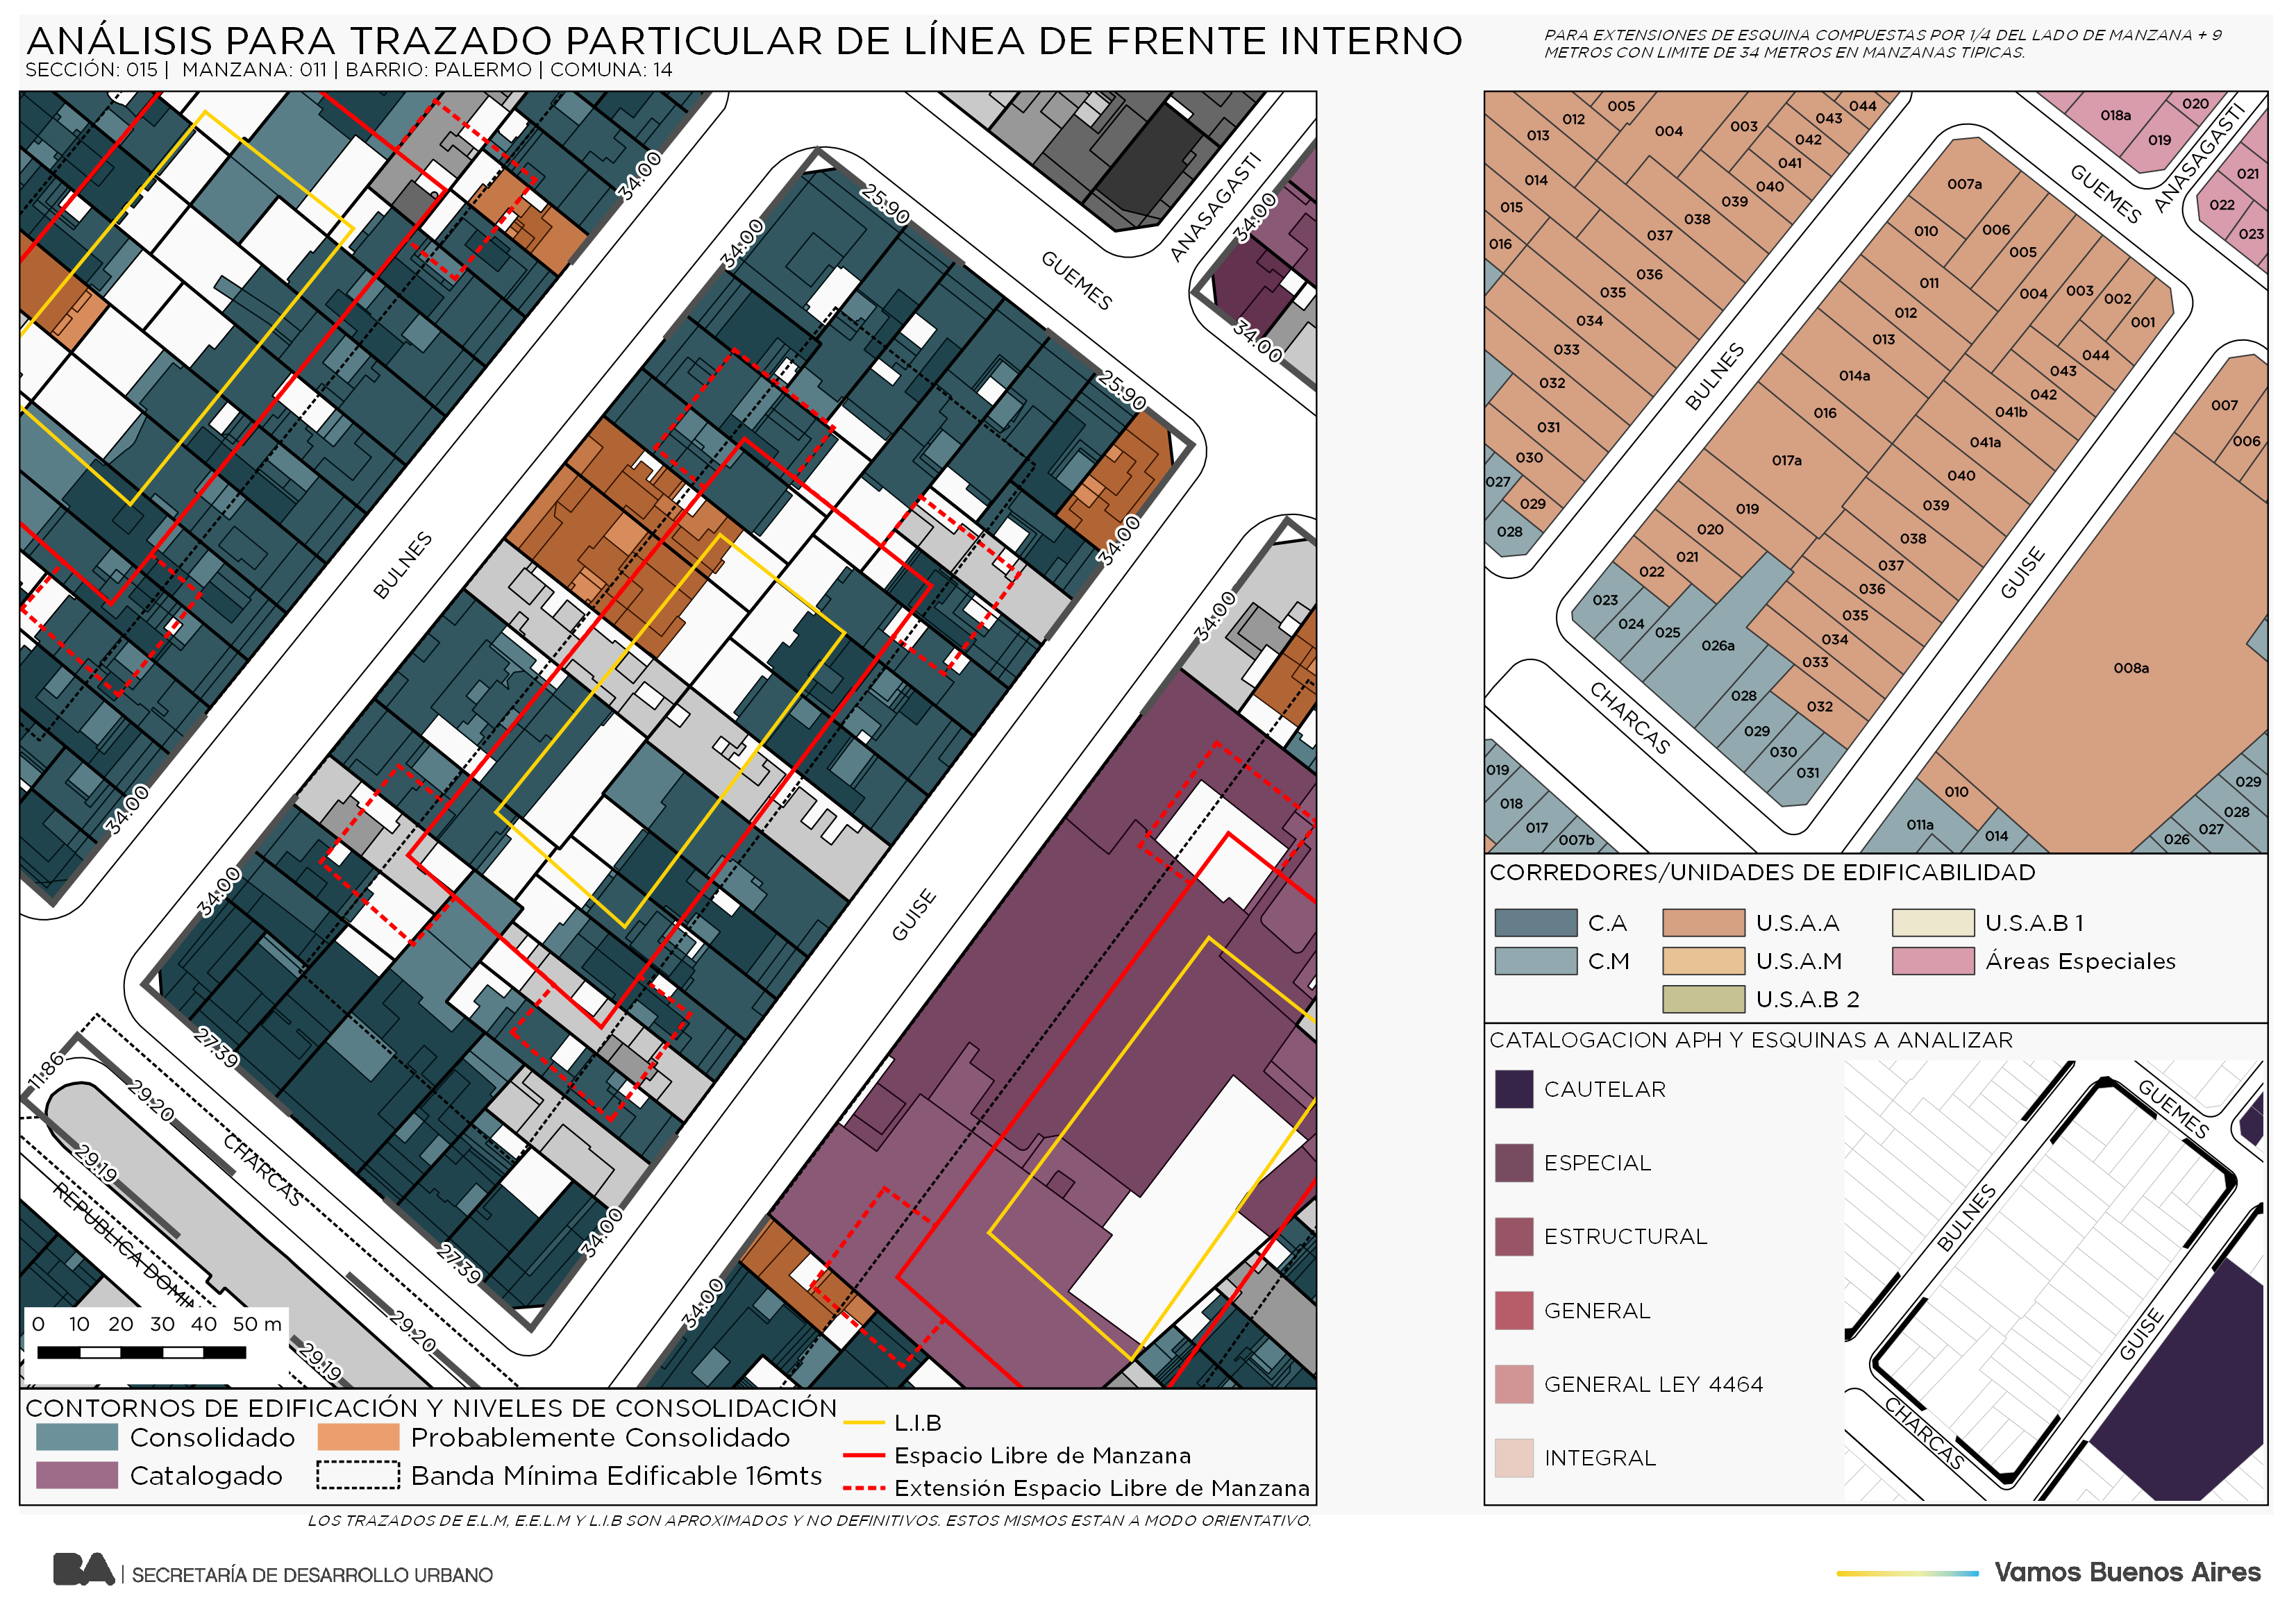 ANÁLISIS PARA TRAZADO PARTICULAR DE LÍNEA DE FRENTE INTERNO
SECCIÓN: 015 | MANZANA: 011 | BARRIO: PALERMO | COMUNA: 14
PARA EXTENSIONES DE ESQUINA COMPUESTAS POR 1/4 DEL LADO DE MANZANA + 9
METROS CON LIMITE DE 34 METROS EN MANZANAS TIPICAS.
34:00
34:00
25.90
GUEMES
ANASAGASTI
34:00
34:00
25.90
34:00
BULNES
34:00
34:00
34:00
GUISE
27.39
11.86
29.20
CHARCAS
29.19
REPUBLICA DOMIN
27.39
34:00
34:00
29.20
29.19
0 10 20 30 40 50 m
CONTORNOS DE EDIFICACIÓN Y NIVELES DE CONSOLIDACIÓN
Consolidado
Probablemente Consolidado
Catalogado
Banda Mínima Edificable 16mts
L.I.B
Espacio Libre de Manzana
Extensión Espacio Libre de Manzana
LOS TRAZADOS DE E.L.M, E.E.L.M Y L.I.B SON APROXIMADOS Y NO DEFINITIVOS. ESTOS MISMOS ESTAN A MODO ORIENTATIVO.
005
044
012
043
013
004
003
042
041
014
040
039
015
038
016
037
036
035
034
033
032
031
030
027
029
028
018a
020
019
021
022
023
GUEMES
ANASAGASTI
007a
010
006
005
011
004
003
002
001
012
013
044
043
014a
042
016
041b
041a
017a
040
039
019
020
038
021
037
022
036
023
035
024
025
034
026a
033
028
032
029
030
031
BULNES
GUISE
CHARCAS
007
006
008a
010
011a
014
029
028
027
026
019
018
017
007b
CORREDORES/UNIDADES DE EDIFICABILIDAD
C.A
U.S.A.A
U.S.A.B 1
C.M
U.S.A.M
Áreas Especiales
U.S.A.B 2
CATALOGACION APH Y ESQUINAS A ANALIZAR
CAUTELAR
ESPECIAL
ESTRUCTURAL
GENERAL
GENERAL LEY 4464
INTEGRAL
GUEMES
BULNES
GUISE
CHARCAS
BA | SECRETARÍA DE DESARROLLO URBANO
Vamos Buenos Aires